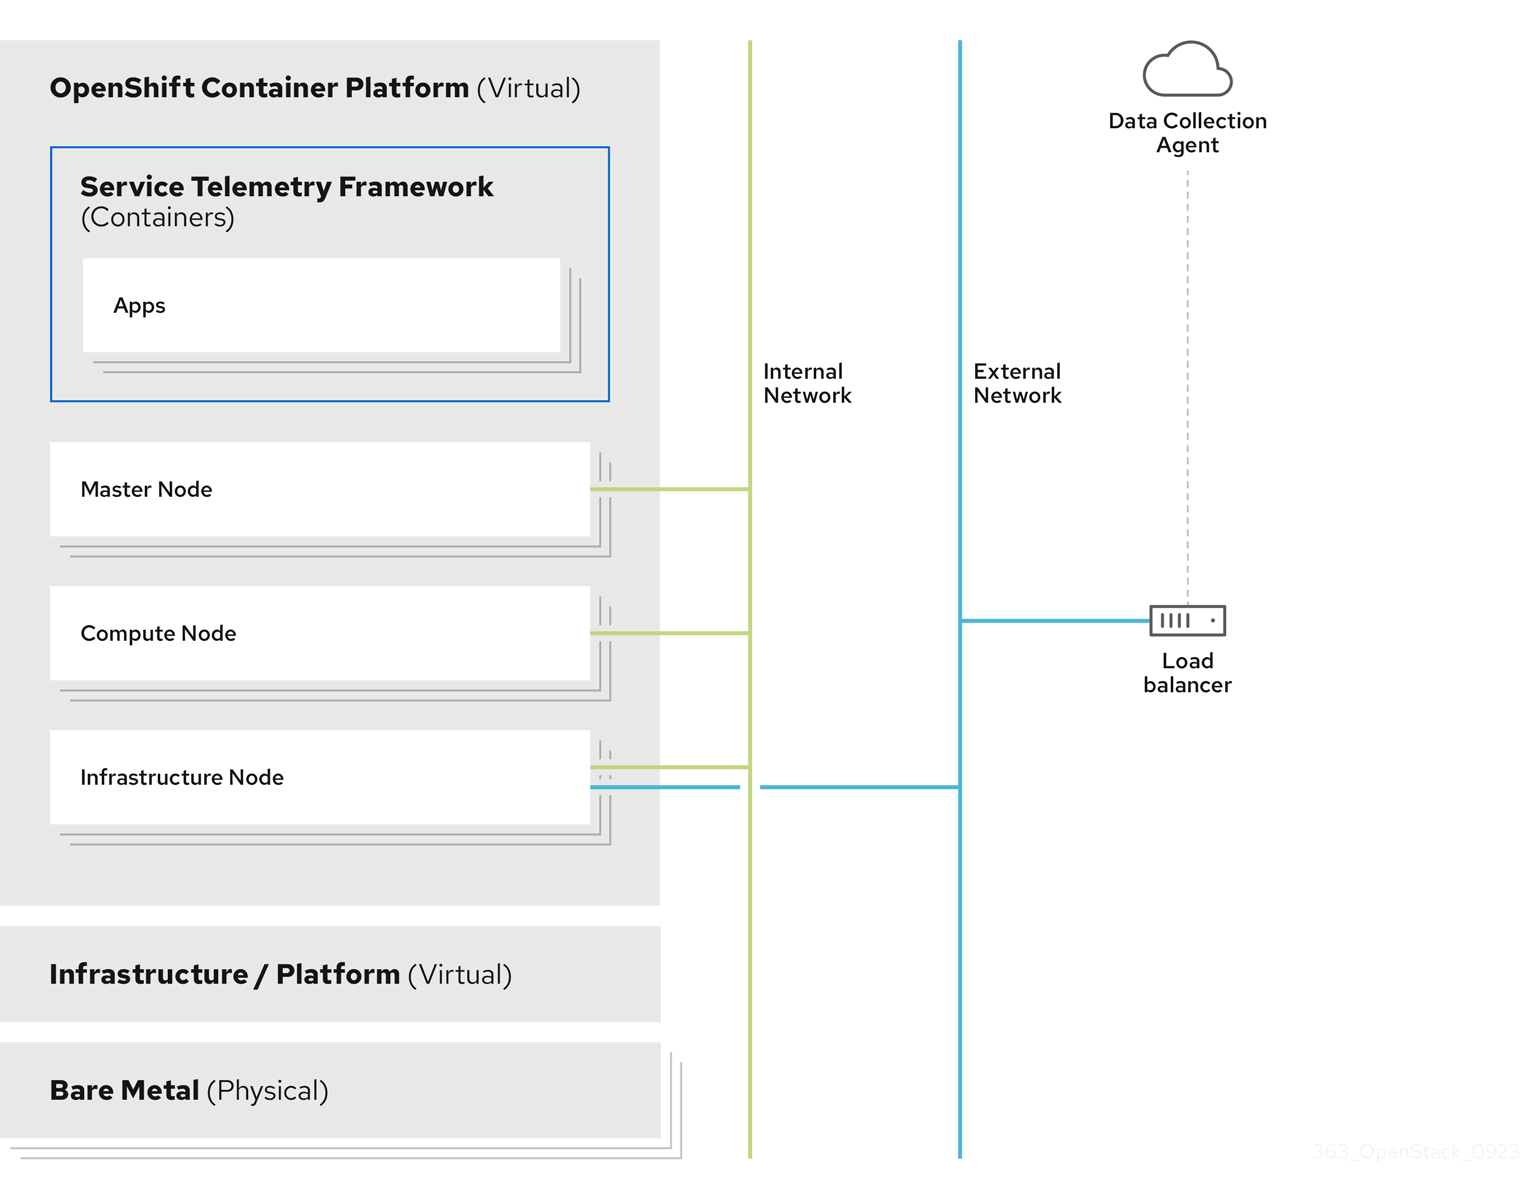 OpenShift Container Platform (Virtual)
Service Telemetry Framework
(Containers)
Apps
Master Node
Compute Node
Infrastructure Node
Infrastructure / Platform (Virtual)
Bare Metal (Physical)
Internal
Network
External
Network
Data Collection
Agent
Load
balancer
363_OpenStack_0923